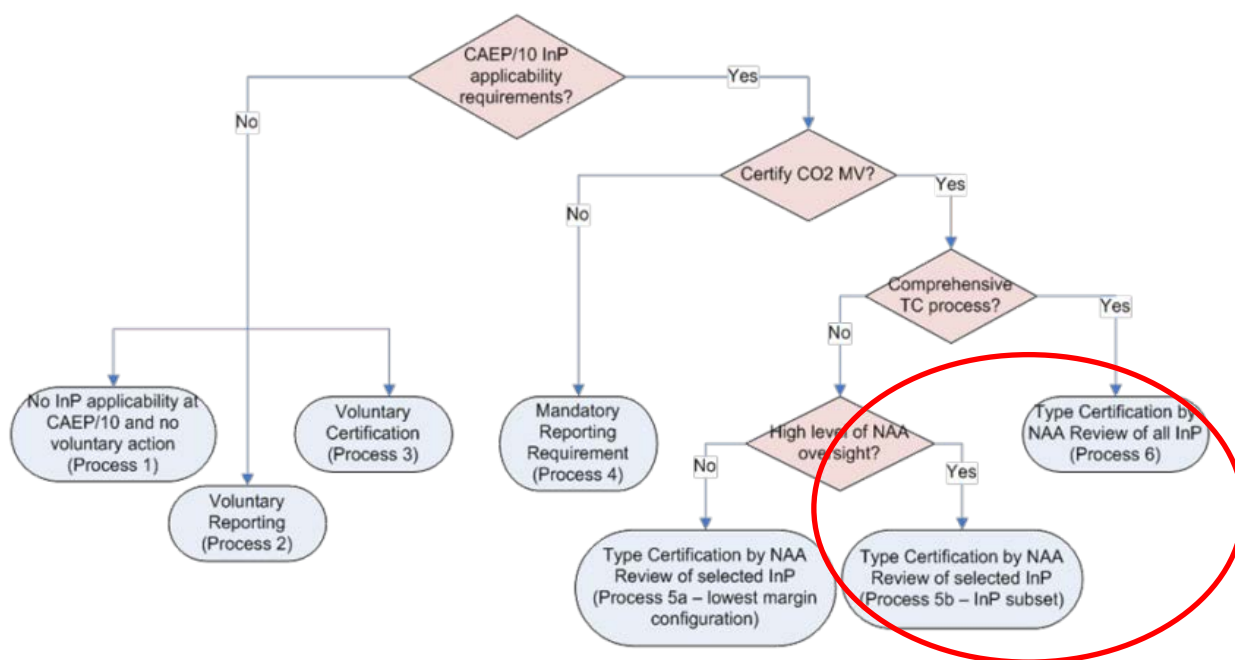 CAEP/10 InP
applicability
requirements?
Yes
No
Certify CO2 MV?
Yes
No
Comprehensive
TC process?
Yes
No
No InP applicability at
CAEP/10 and no
voluntary action
(Process 1)
Voluntary
Reporting
(Process 2)
Voluntary
Certification
(Process 3)
Mandatory
Reporting
Requirement
(Process 4)
High level of NAA
oversight?
Type Certification by
NAA Review of all InP
(Process 6)
No
Yes
Type Certification by NAA
Review of selected InP
(Process 5a – lowest margin
configuration)
Type Certification by NAA
Review of selected InP
(Process 5b – InP subset)